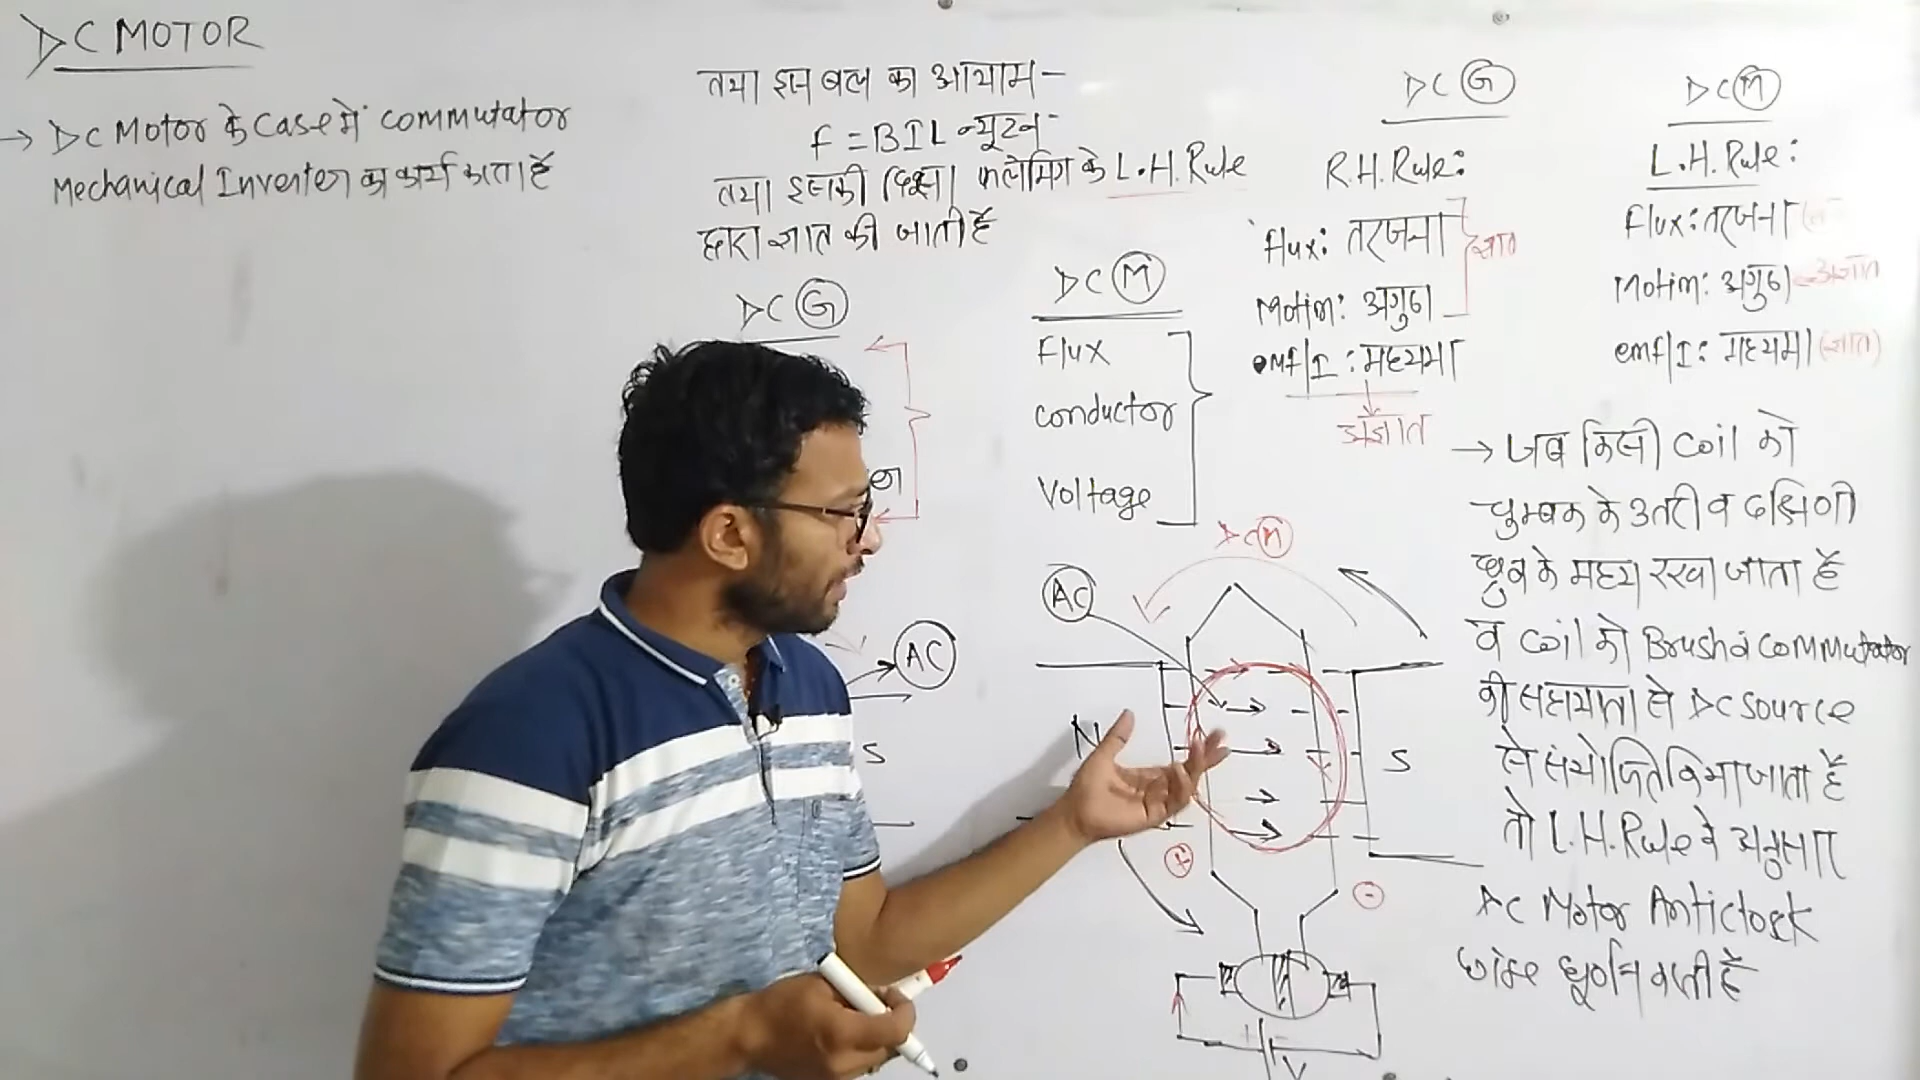 DC MOTOR
→ DC Motor के Case में commutator
Mechanical Inverter का कार्य करता है
तथा इस बल का आयाम -
f = BIL न्यूटन
तथा इसकी दिशा फ्लेमिंग के L.H. Rule
द्वारा ज्ञात की जाती है
DC G
AC
S
DC M
Flux
conductor
Voltage
DC G
R.H. Rule:
flux: तर्जनी
Motion: अंगुठा
ज्ञात
emf/I: मध्यमा
अज्ञात
DC M
L.H. Rule:
flux: तर्जनी
Motion: अंगुठा अज्ञात
emf/I: मध्यमा (ज्ञात)
DC M
AC
N
S
+
-
+
V
→ जब किसी coil को
चुम्बक के उत्तरी व दक्षिणी
ध्रुव के मध्य रखा जाता है
व coil को Brush व commutator
की सहायता से DC source
से संयोजित किया जाता है
तो L.H. Rule के अनुसार
DC Motor Anticlock
घूर्णन करती है